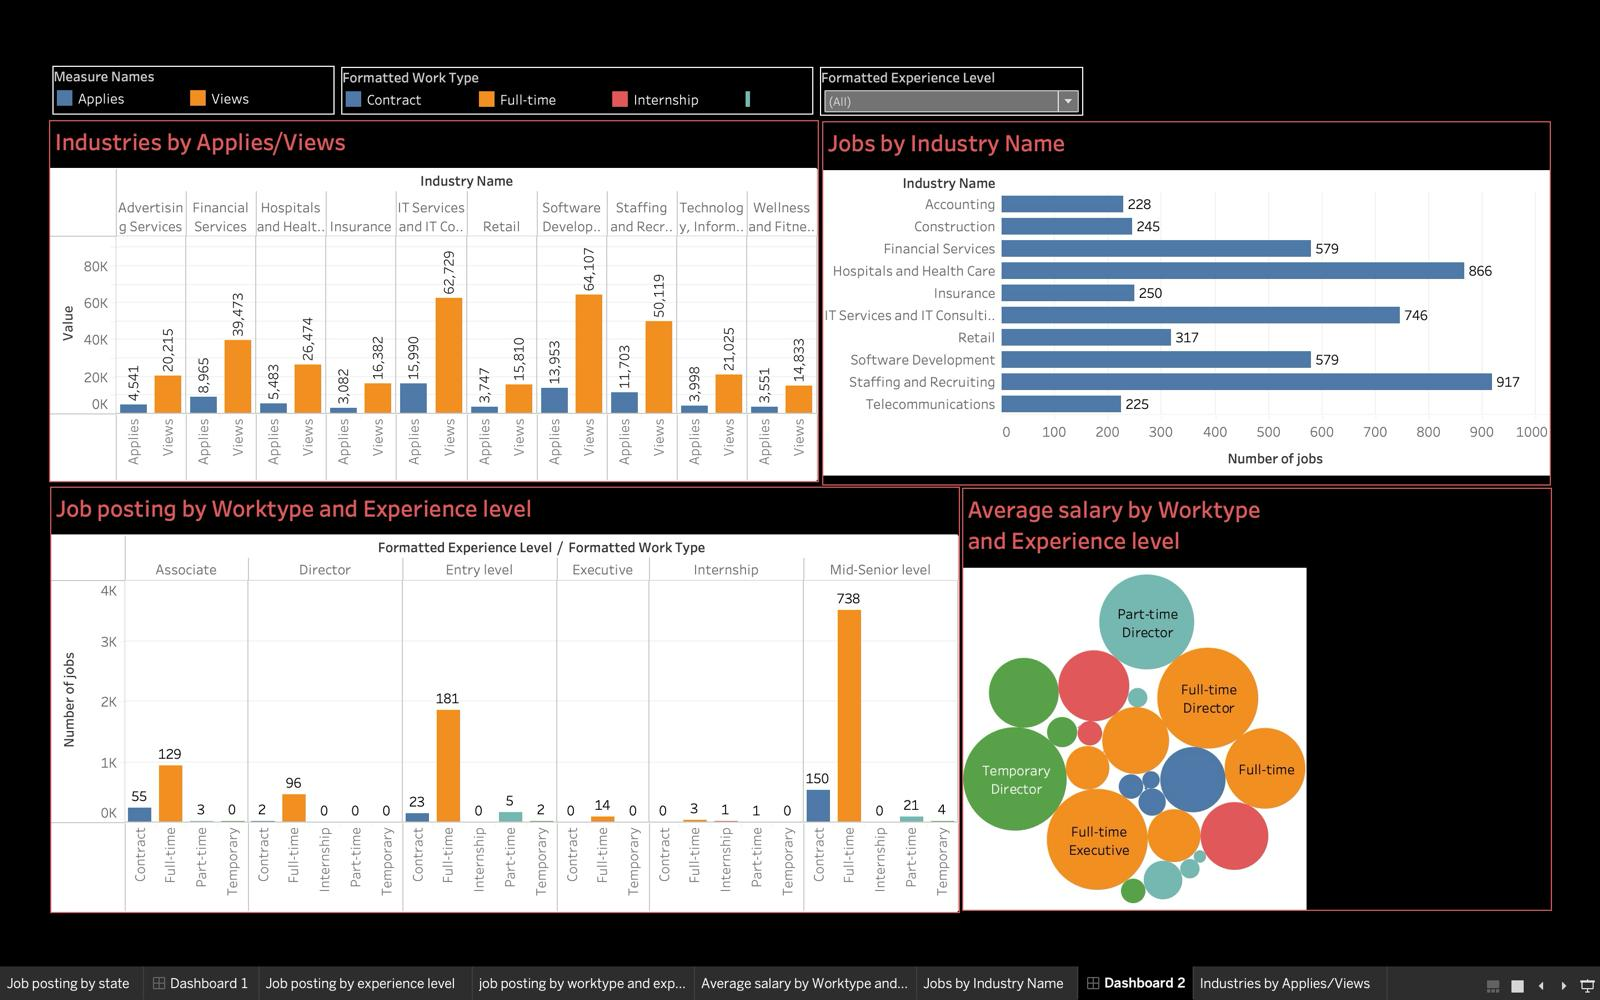 Measure Names
Applies
Views
Formatted Work Type
Contract
Full-time
Internship
Formatted Experience Level
(All)
Industries by Applies/Views
Industry Name
Advertisin
g Services
Financial
Services
Hospitals
and Healt..
Insurance
IT Services
and IT Co..
Retail
Software
Develop..
Staffing
and Recr..
Technolog
y, Inform..
Wellness
and Fitne..
Value
80K
60K
40K
20K
0K
4,541
20,215
8,965
39,473
5,483
26,474
3,082
16,382
15,990
62,729
3,747
15,810
13,953
64,107
11,703
50,119
3,998
21,025
3,551
14,833
Applies
Views
Applies
Views
Applies
Views
Applies
Views
Applies
Views
Applies
Views
Applies
Views
Applies
Views
Applies
Views
Applies
Views
Jobs by Industry Name
Industry Name
Accounting 228
Construction 245
Financial Services 579
Hospitals and Health Care 866
Insurance 250
IT Services and IT Consulti.. 746
Retail 317
Software Development 579
Staffing and Recruiting 917
Telecommunications 225
0 100 200 300 400 500 600 700 800 900 1000
Number of jobs
Job posting by Worktype and Experience level
Formatted Experience Level / Formatted Work Type
Associate
Director
Entry level
Executive
Internship
Mid-Senior level
Number of jobs
4K
3K
2K
1K
0K
55
129
3
0
2
96
0
0
0
23
181
0
5
2
0
14
0
0
0
3
1
1
0
150
738
0
21
4
Contract
Full-time
Part-time
Temporary
Contract
Full-time
Internship
Part-time
Temporary
Contract
Full-time
Internship
Part-time
Temporary
Contract
Full-time
Contract
Full-time
Internship
Part-time
Temporary
Contract
Full-time
Internship
Part-time
Temporary
Average salary by Worktype
and Experience level
Part-time
Director
Full-time
Director
Temporary
Director
Full-time
Full-time
Executive
Job posting by state
Dashboard 1
Job posting by experience level
job posting by worktype and exp...
Average salary by Worktype and...
Jobs by Industry Name
Dashboard 2
Industries by Applies/Views